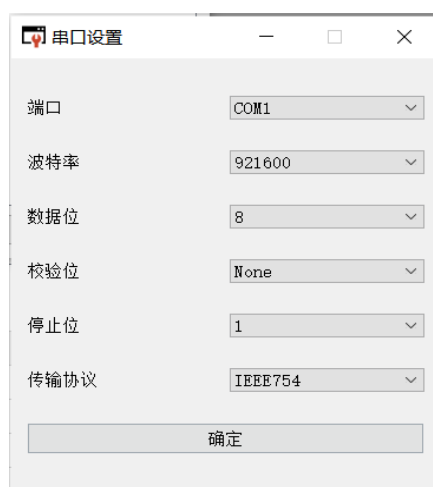 串口设置
端口 COM1
波特率 921600
数据位 8
校验位 None
停止位 1
传输协议 IEEE754
确定